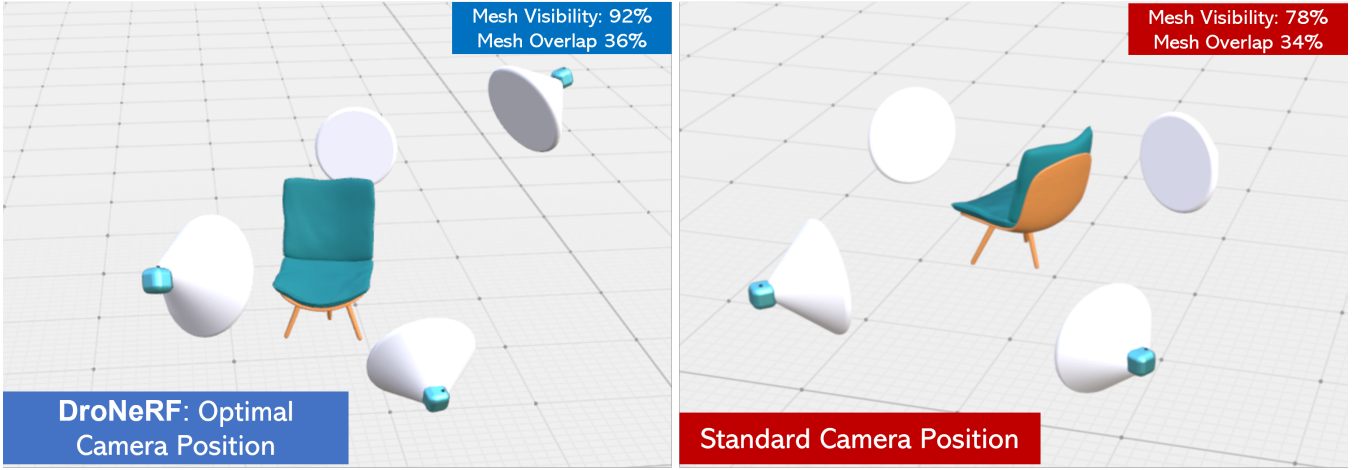 Mesh Visibility: 92%
Mesh Overlap 36%
DroNeRF: Optimal
Camera Position
Mesh Visibility: 78%
Mesh Overlap 34%
Standard Camera Position